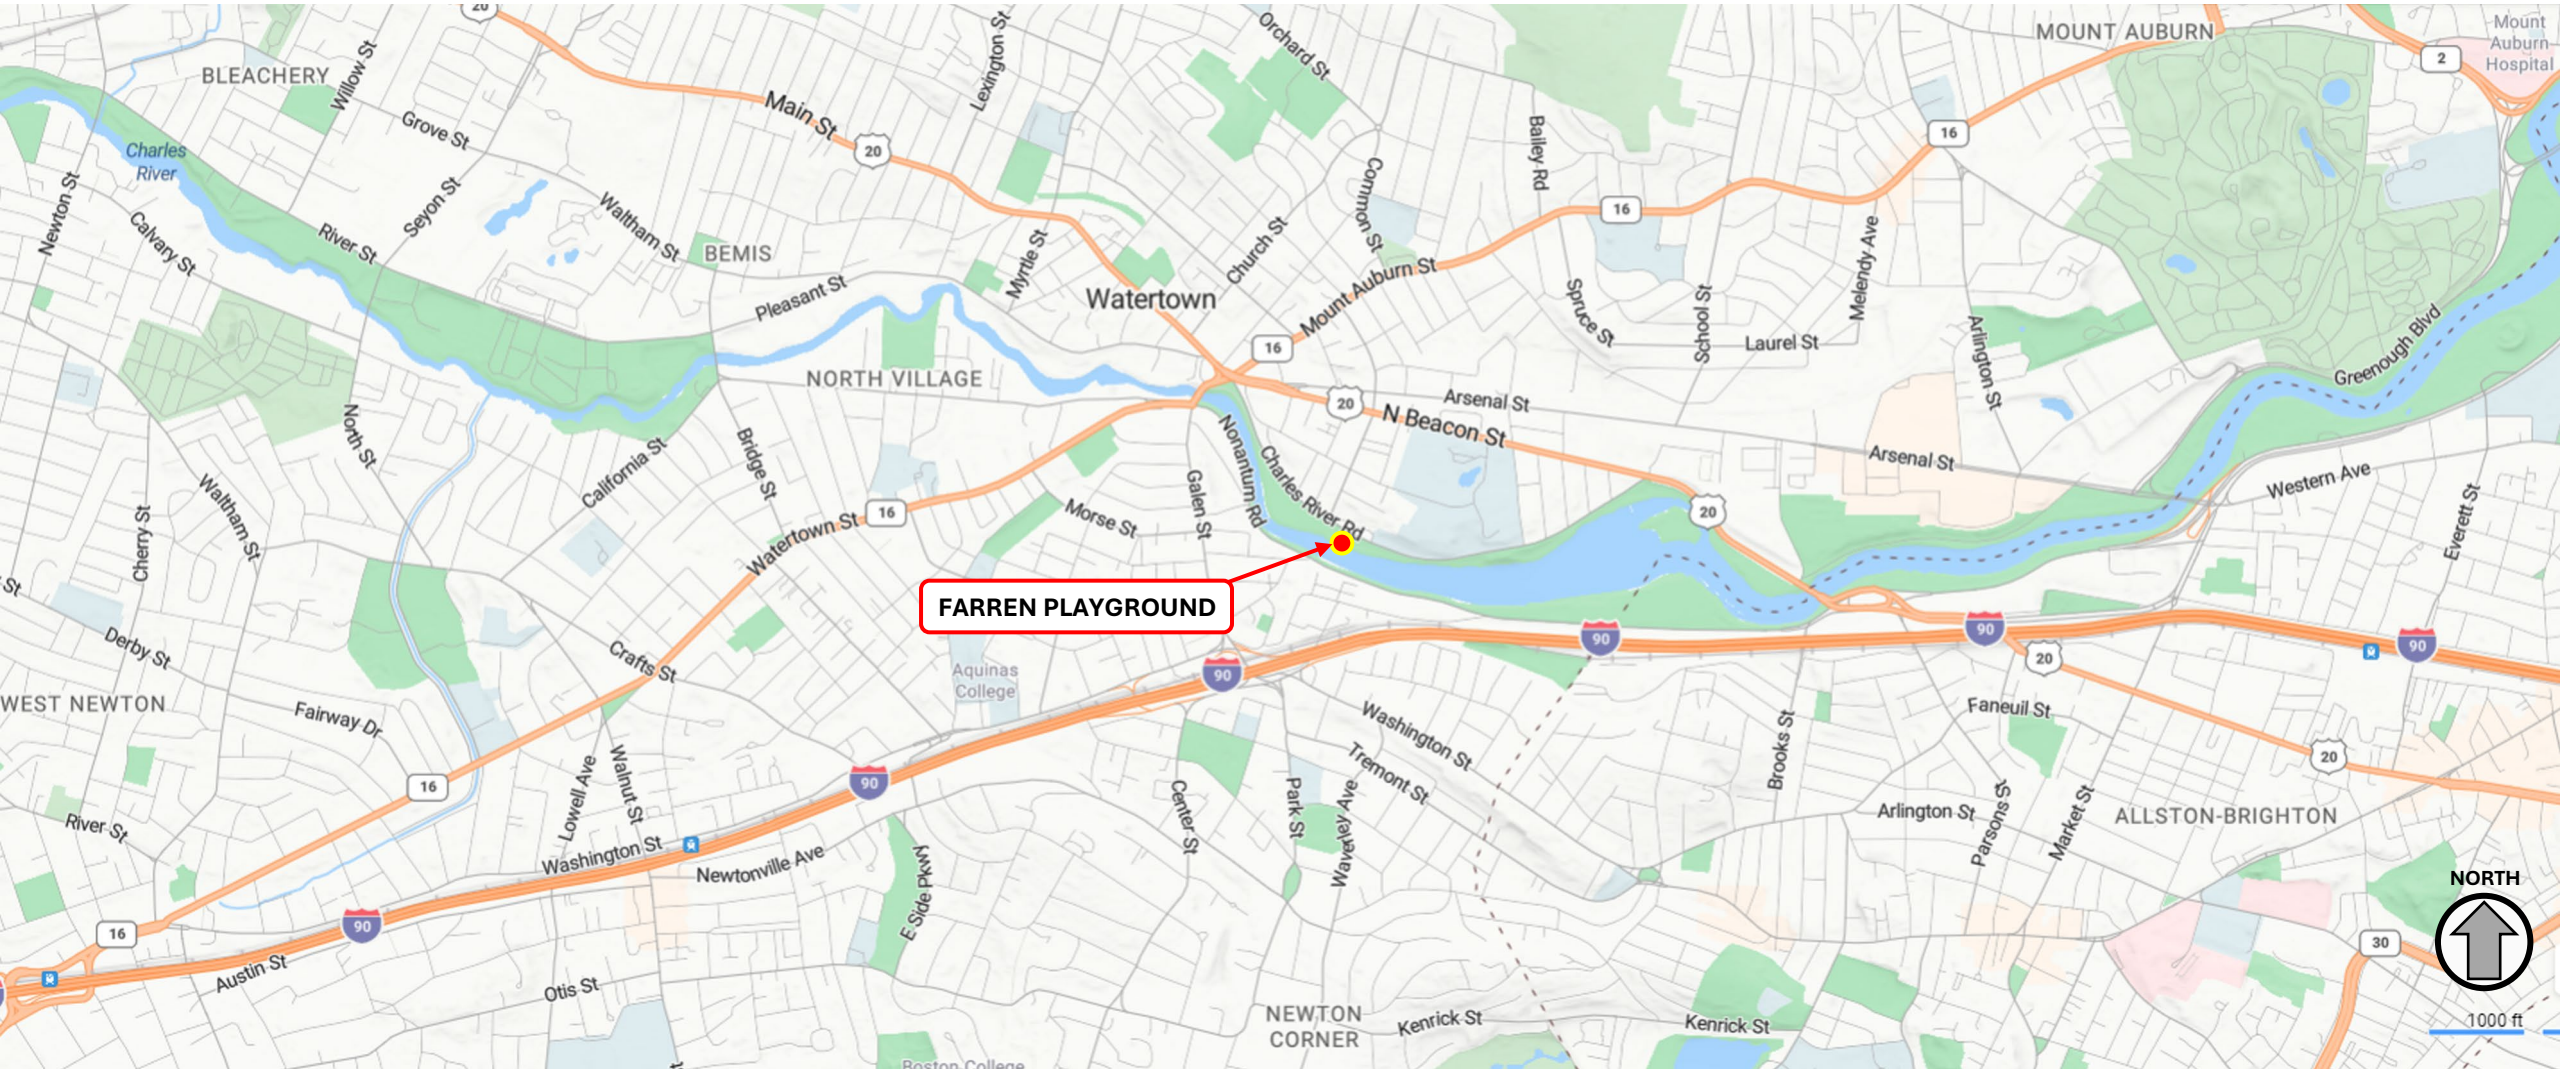 20
Orchard St
MOUNT AUBURN
Mount
Auburn
Hospital
2
BLEACHERY
Willow St
Lexington St
Main St
20
Grove St
Bailey Rd
16
Charles
River
Newton St
Calvary St
River St
Seyon St
Waltham St
BEMIS
Pleasant St
Myrtle St
Watertown
Church St
Common St
Mount Auburn St
16
Spruce St
School St
Laurel St
Melendy Ave
Arlington St
Greenough Blvd
16
NORTH VILLAGE
20
Arsenal St
N Beacon St
Arsenal St
Western Ave
Everett St
North St
Waltham St
Cherry St
California St
Bridge St
Watertown St
16
Morse St
Galen St
Nonantum Rd
Charles River Rd
20
St
FARREN PLAYGROUND
Derby St
Crafts St
Aquinas
College
90
90
90
20
90
WEST NEWTON
Fairway Dr
Washington St
Tremont St
Faneuil St
Brooks St
20
16
Lowell Ave
Walnut St
90
Center St
Park St
Waverley Ave
Arlington St
Parsons St
Market St
ALLSTON-BRIGHTON
River St
Washington St
Newtonville Ave
E Side Pkwy
NORTH
16
90
Austin St
Otis St
30
NEWTON
CORNER
Kenrick St
Kenrick St
1000 ft
Boston College